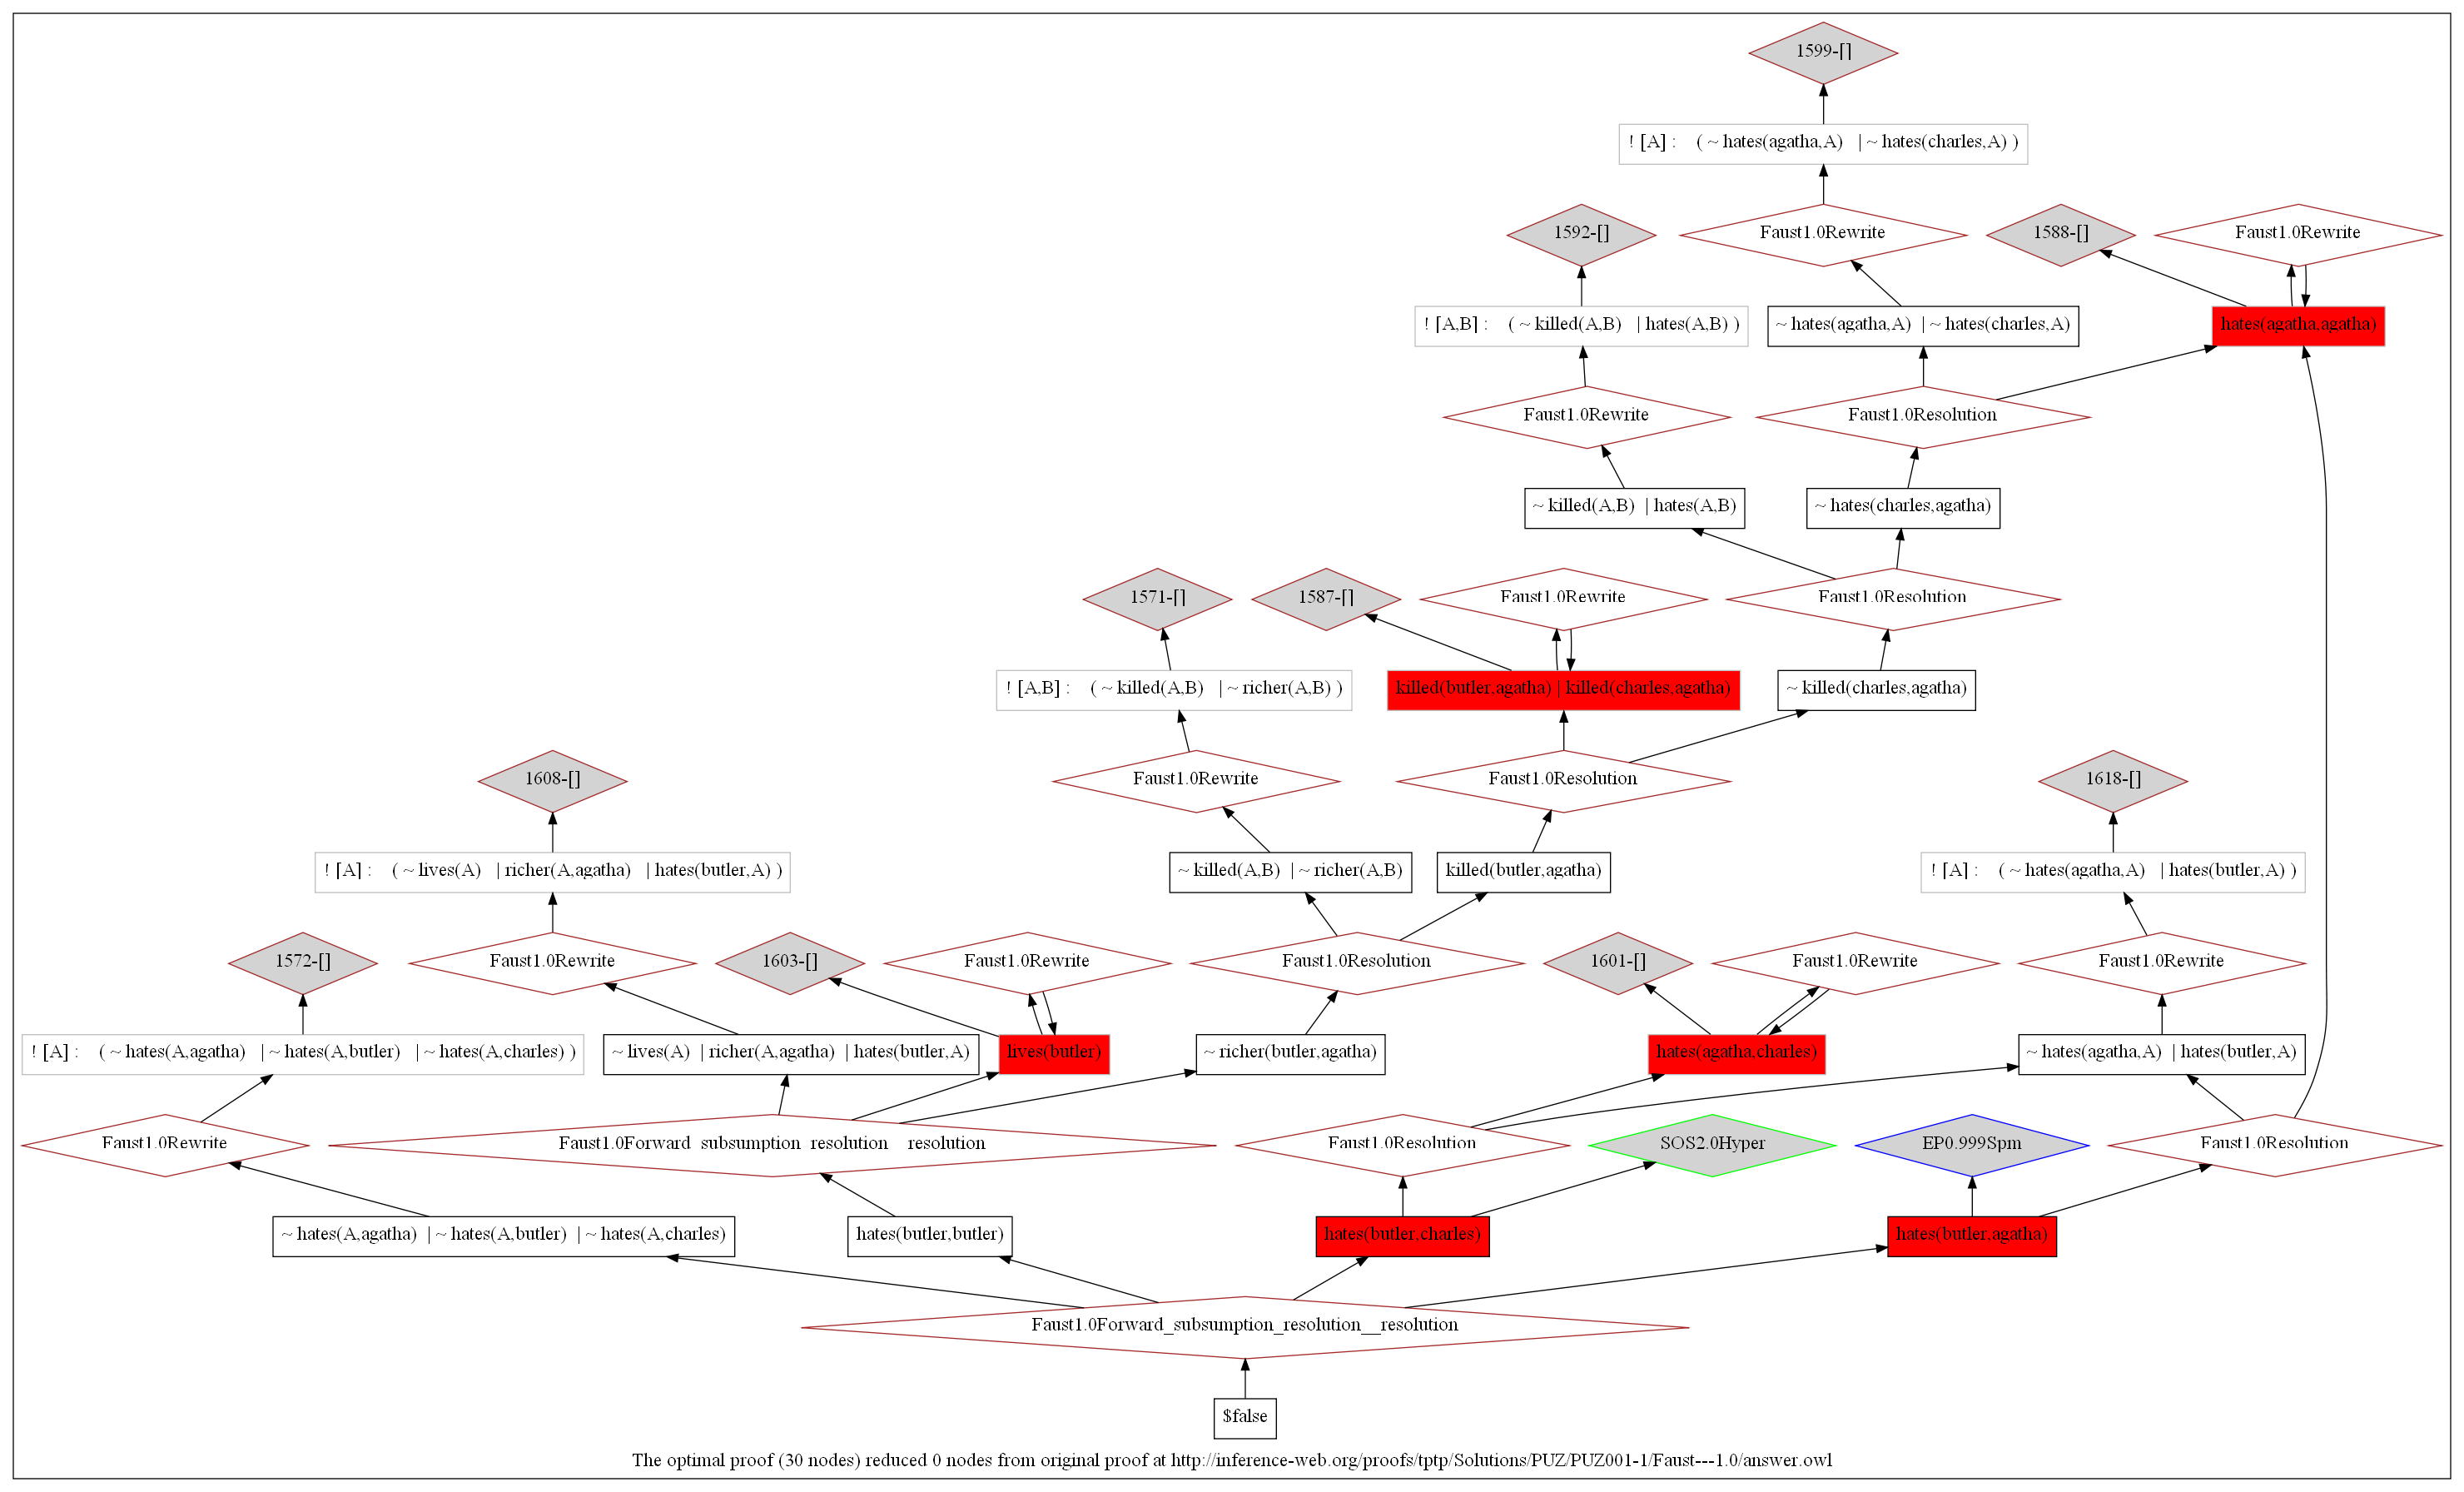 1599-[]
! [A] : ( ~ hates(agatha,A) | ~ hates(charles,A) )
1592-[]
Faust1.0Rewrite
1588-[]
Faust1.0Rewrite
! [A,B] : ( ~ killed(A,B) | hates(A,B) )
~ hates(agatha,A) | ~ hates(charles,A)
hates(agatha,agatha)
Faust1.0Rewrite
Faust1.0Resolution
~ killed(A,B) | hates(A,B)
~ hates(charles,agatha)
1571-[]
1587-[]
Faust1.0Rewrite
Faust1.0Resolution
! [A,B] : ( ~ killed(A,B) | ~ richer(A,B) )
killed(butler,agatha) | killed(charles,agatha)
~ killed(charles,agatha)
1608-[]
Faust1.0Rewrite
Faust1.0Resolution
1618-[]
! [A] : ( ~ lives(A) | richer(A,agatha) | hates(butler,A) )
~ killed(A,B) | ~ richer(A,B)
killed(butler,agatha)
! [A] : ( ~ hates(agatha,A) | hates(butler,A) )
1572-[]
Faust1.0Rewrite
1603-[]
Faust1.0Rewrite
Faust1.0Resolution
1601-[]
Faust1.0Rewrite
Faust1.0Rewrite
! [A] : ( ~ hates(A,agatha) | ~ hates(A,butler) | ~ hates(A,charles) )
~ lives(A) | richer(A,agatha) | hates(butler,A)
lives(butler)
~ richer(butler,agatha)
hates(agatha,charles)
~ hates(agatha,A) | hates(butler,A)
Faust1.0Rewrite
Faust1.0Forward_subsumption_resolution__resolution
Faust1.0Resolution
SOS2.0Hyper
EP0.999Spm
Faust1.0Resolution
~ hates(A,agatha) | ~ hates(A,butler) | ~ hates(A,charles)
hates(butler,butler)
hates(butler,charles)
hates(butler,agatha)
Faust1.0Forward_subsumption_resolution__resolution
$false
The optimal proof (30 nodes) reduced 0 nodes from original proof at http://inference-web.org/proofs/tptp/Solutions/PUZ/PUZ001-1/Faust---1.0/answer.owl